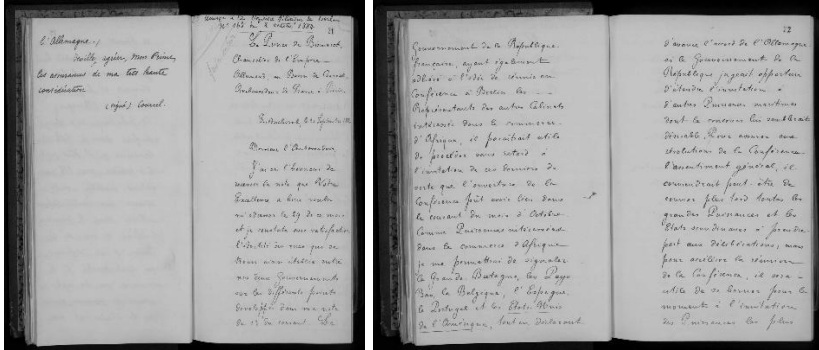 l'Allemagne.
Veuillez, agréer, Mon Prince,
les assurances de ma très haute
considération.
(signé) Courcel.
21
Le Prince de Bismarck,
Chancelier de l'Empire
Allemand, au Baron de Courcel,
Ambassadeur de France à Berlin.
Friedrichsruh, le 30 Septembre 1884
Monsieur l'Ambassadeur,
J'ai eu l'honneur de
recevoir la note que Votre
Excellence a bien voulu
m'adresser le 29 de ce mois
et je constate avec satisfaction
l'identité de vues que
nous avons établie entre
nos deux Gouvernements
sur les différents points
développés dans ma note
du 13 du courant. Le
22
Gouvernement de la République
française, ayant également
adhéré à l'idée de réunir en
Conférence à Berlin les
Représentants des autres Cabinets
intéressés dans le commerce
d'Afrique, il paraîtrait utile
de procéder sans retard à
l'invitation de ces derniers de
sorte que l'ouverture de la
Conférence pût avoir lieu dans
le courant du mois d'Octobre.
Comme Puissances intéressées
dans le commerce d'Afrique
je me permettrai de signaler
la Grande Bretagne, les Pays-
Bas, la Belgique, l'Espagne,
le Portugal et les Etats Unis
de l'Amérique, tout en déclarant
d'avance l'accord de l'Allemagne
si le Gouvernement de la
République jugeait opportun
d'étendre l'invitation à
d'autres Puissances maritimes
dont le concours lui semblerait
désirable. Pour assurer aux
résolutions de la Conférence
l'assentiment général, il
conviendrait peut-être de
convier plus tard toutes les
grandes Puissances et les
Etats scandinaves à prendre
part aux délibérations, mais
pour accélérer la réunion
de la Conférence, il sera
utile de se borner pour le
moment à l'invitation
des Puissances les plus